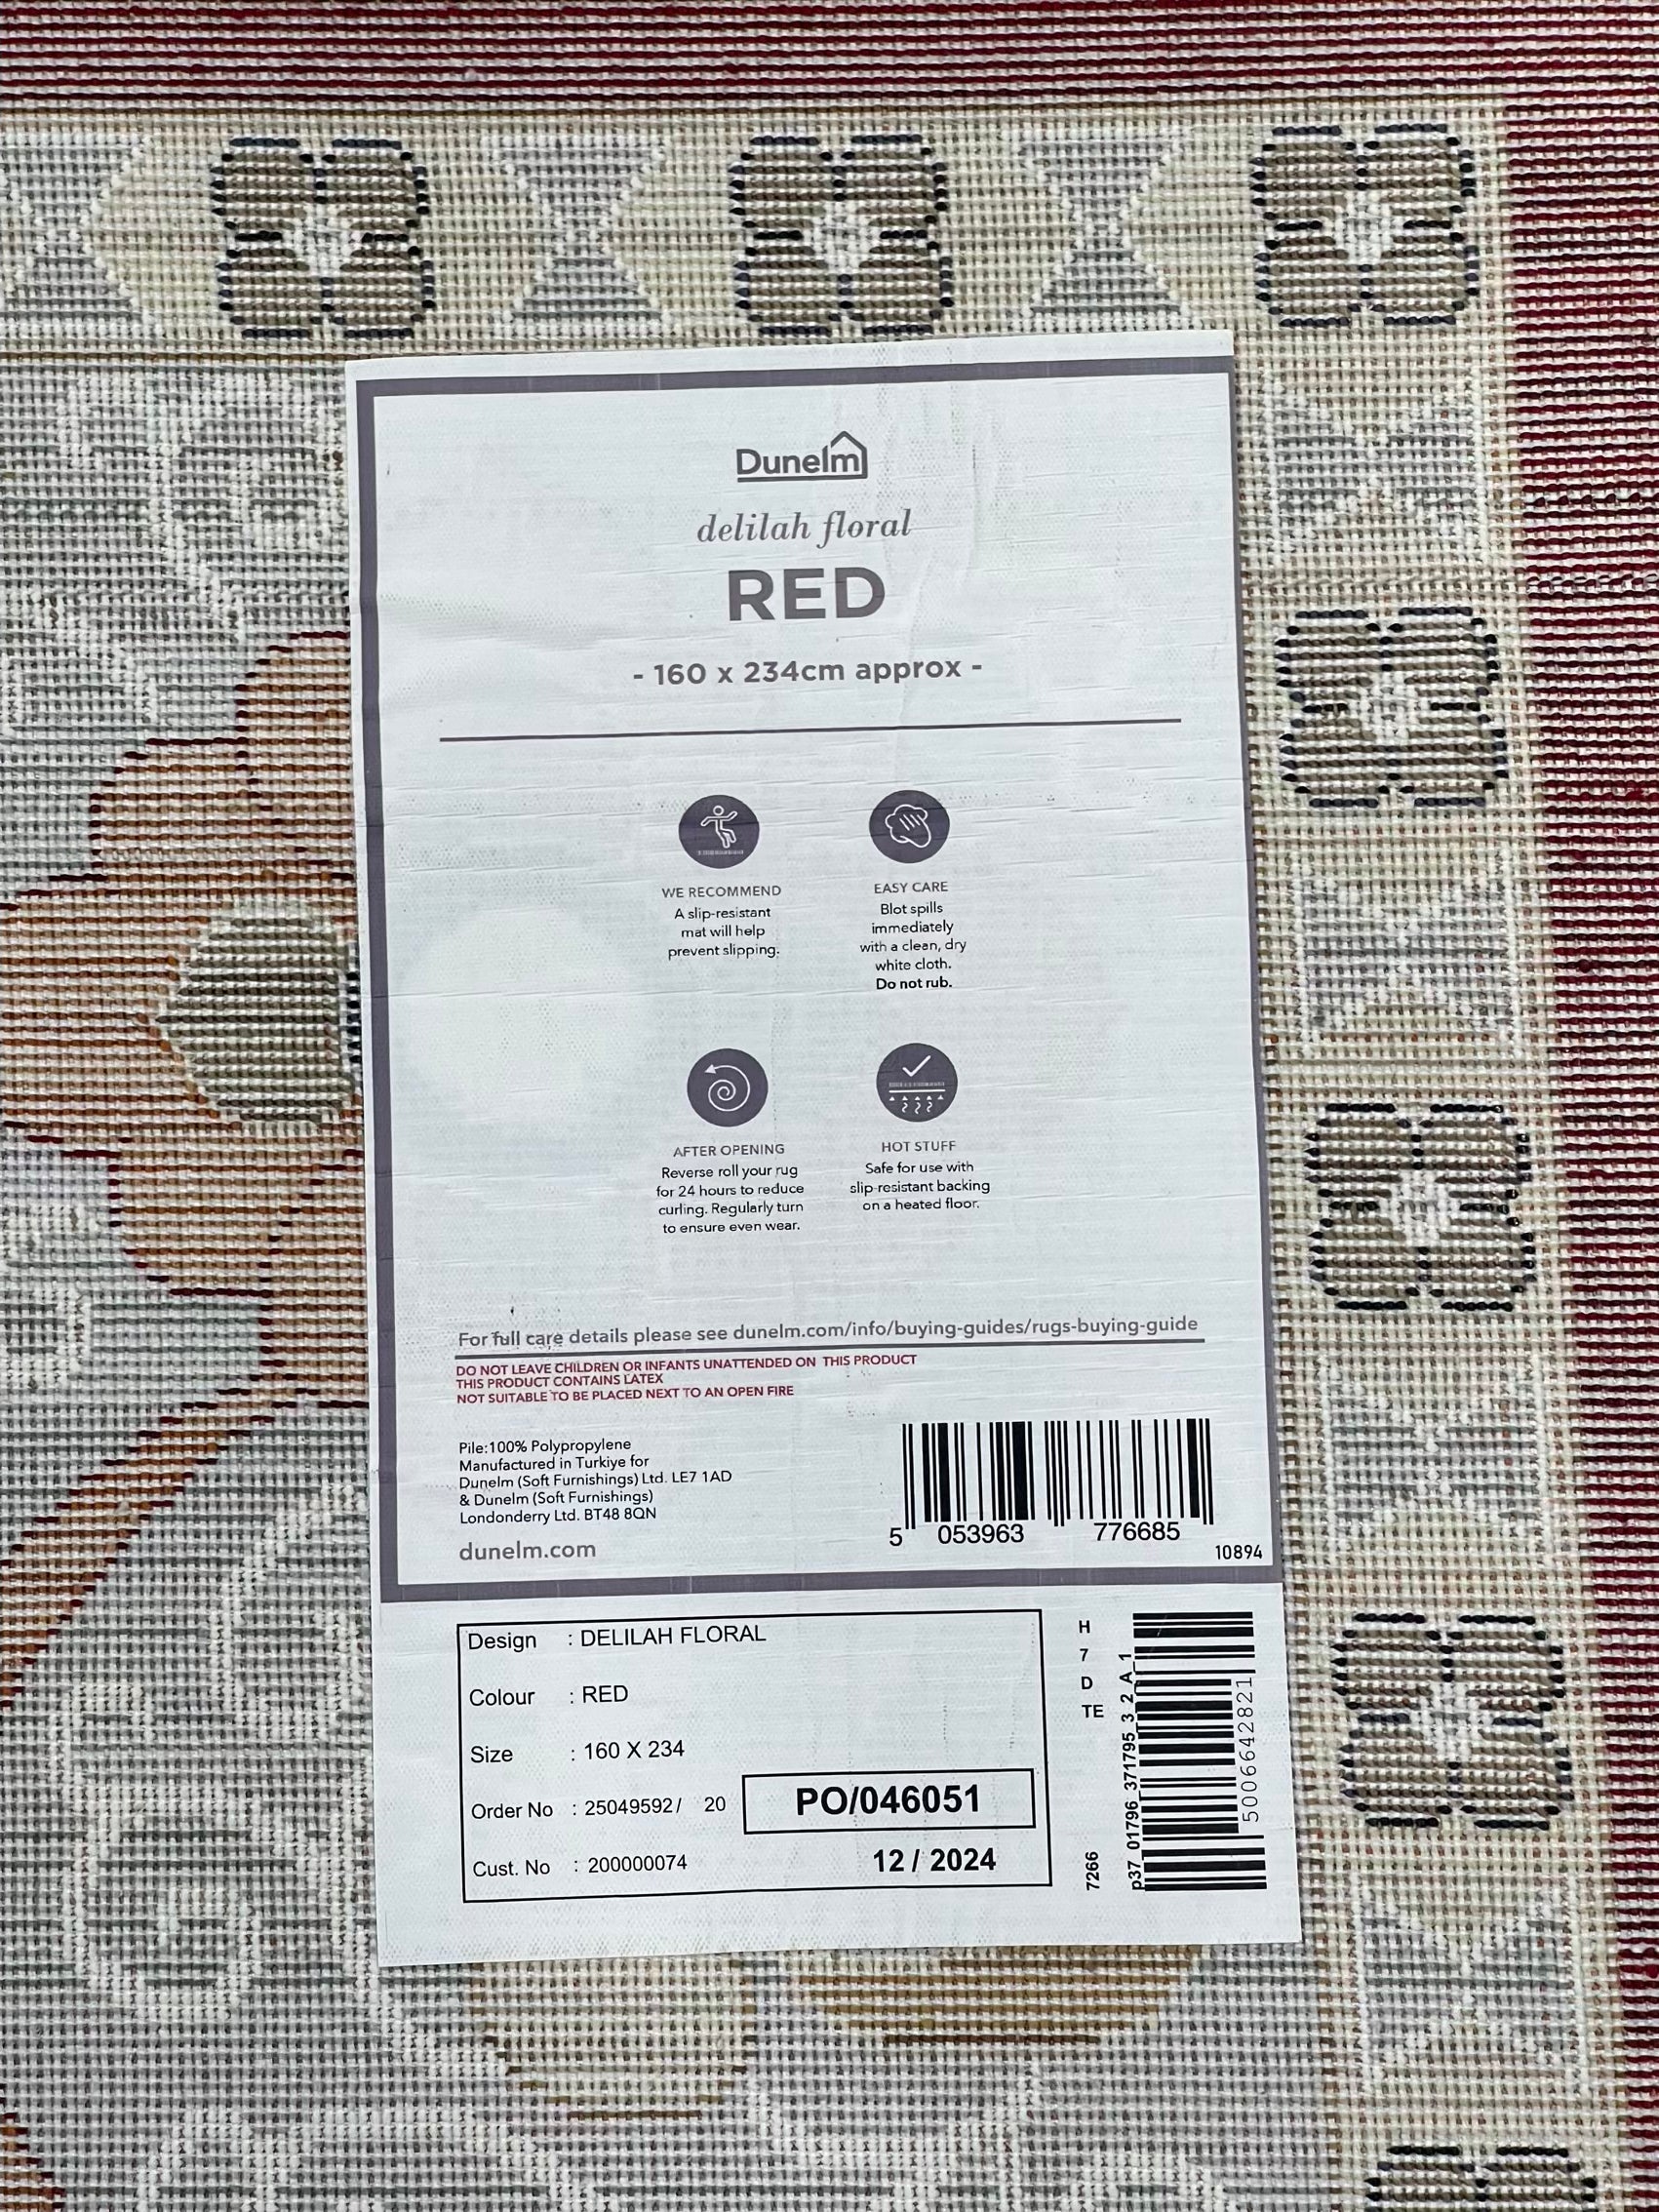 Dunelm
delilah floral
RED
- 160 x 234cm approx -
WE RECOMMEND
A slip-resistant
mat will help
prevent slipping.
EASY CARE
Blot spills
immediately
with a clean, dry
white cloth.
Do not rub.
AFTER OPENING
Reverse roll your rug
for 24 hours to reduce
curling. Regularly turn
to ensure even wear.
HOT STUFF
Safe for use with
slip-resistant backing
on a heated floor.
For full care details please see dunelm.com/info/buying-guides/rugs-buying-guide
DO NOT LEAVE CHILDREN OR INFANTS UNATTENDED ON THIS PRODUCT
THIS PRODUCT CONTAINS LATEX
NOT SUITABLE TO BE PLACED NEXT TO AN OPEN FIRE
Pile:100% Polypropylene
Manufactured in Turkiye for
Dunelm (Soft Furnishings) Ltd. LE7 1AD
& Dunelm (Soft Furnishings)
Londonderry Ltd. BT48 8QN
dunelm.com
5 053963 776685
10894
Design : DELILAH FLORAL
Colour : RED
Size : 160 X 234
Order No : 25049592/ 20
PO/046051
Cust. No : 200000074
12 / 2024
H
7
D
TE
7266
p37_01796_371795_3_2_A_1
5006642821